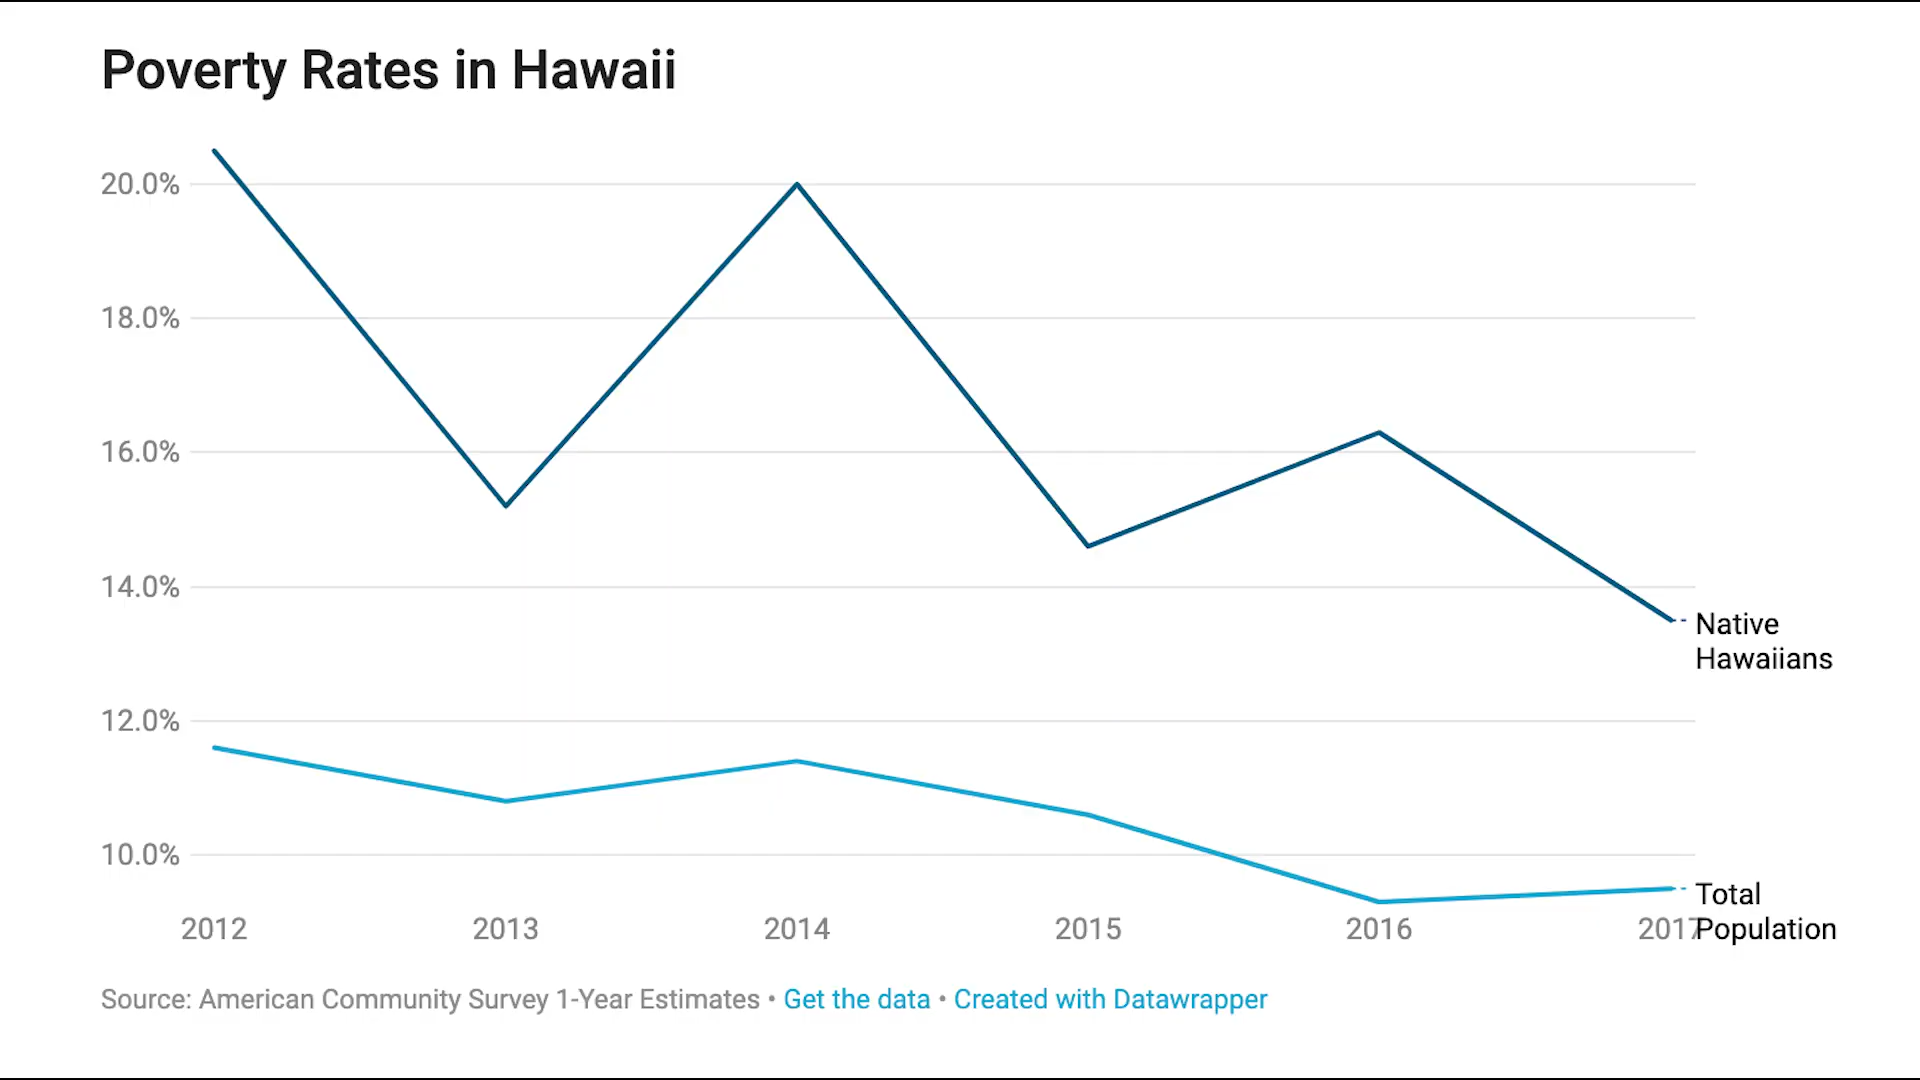 Poverty Rates in Hawaii
20.0%
18.0%
16.0%
14.0%
Native
Hawaiians
12.0%
10.0%
Total
Population
2012 2013 2014 2015 2016 2017
Source: American Community Survey 1-Year Estimates • Get the data • Created with Datawrapper